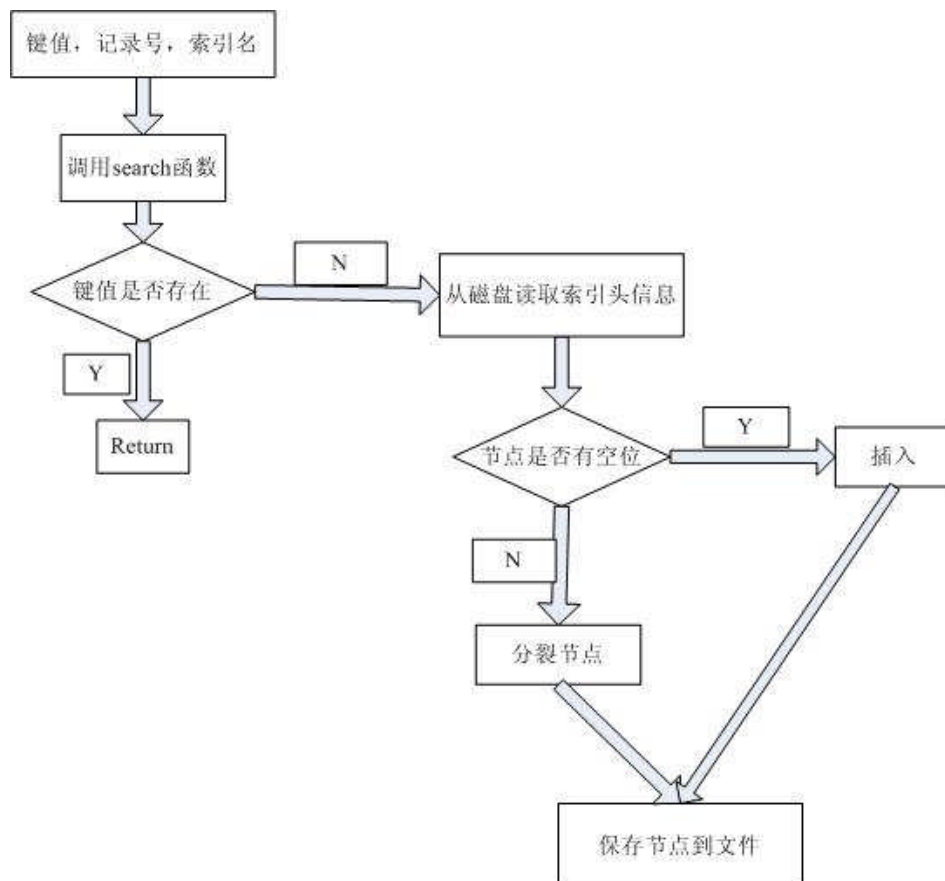 键值，记录号，索引名
调用search函数
键值是否存在
N
从磁盘读取索引头信息
Y
Return
节点是否有空位
Y
插入
N
分裂节点
保存节点到文件